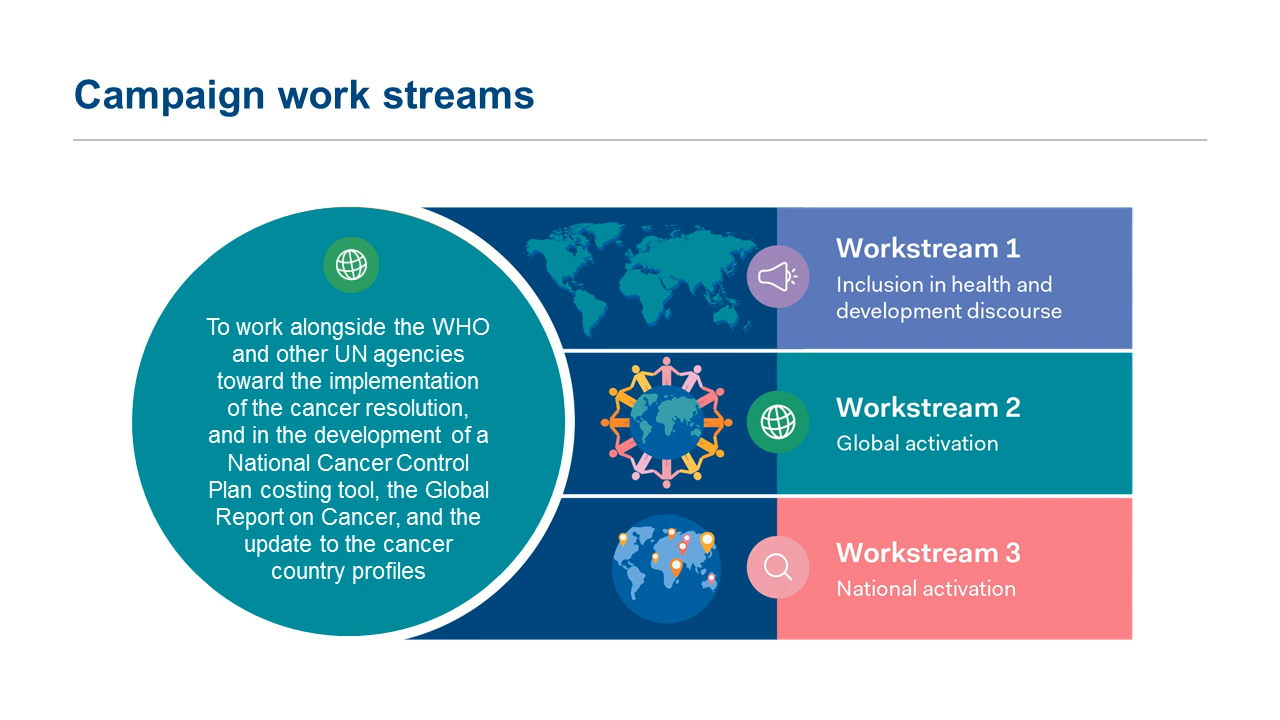 Campaign work streams
To work alongside the WHO
and other UN agencies
toward the implementation
of the cancer resolution,
and in the development of a
National Cancer Control
Plan costing tool, the Global
Report on Cancer, and the
update to the cancer
country profiles
Workstream 1
Inclusion in health and
development discourse
Workstream 2
Global activation
Workstream 3
National activation